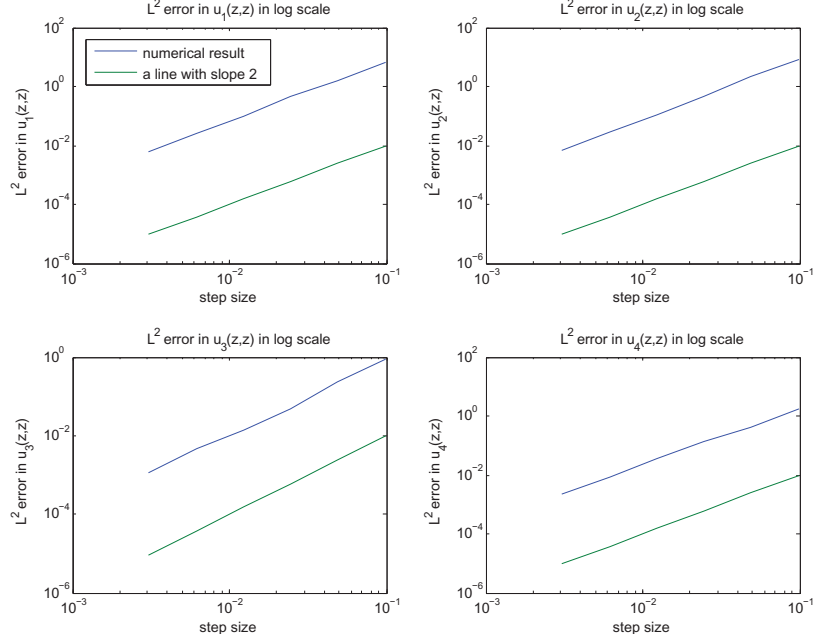 L² error in u₁(z,z) in log scale
10²
10⁰
10⁻²
10⁻⁴
10⁻⁶
L² error in u₁(z,z)
numerical result
a line with slope 2
10⁻³
10⁻²
10⁻¹
step size
L² error in u₂(z,z) in log scale
10²
10⁰
10⁻²
10⁻⁴
10⁻⁶
L² error in u₂(z,z)
10⁻³
10⁻²
10⁻¹
step size
L² error in u₃(z,z) in log scale
10⁰
10⁻²
10⁻⁴
10⁻⁶
L² error in u₃(z,z)
10⁻³
10⁻²
10⁻¹
step size
L² error in u₄(z,z) in log scale
10²
10⁰
10⁻²
10⁻⁴
10⁻⁶
L² error in u₄(z,z)
10⁻³
10⁻²
10⁻¹
step size